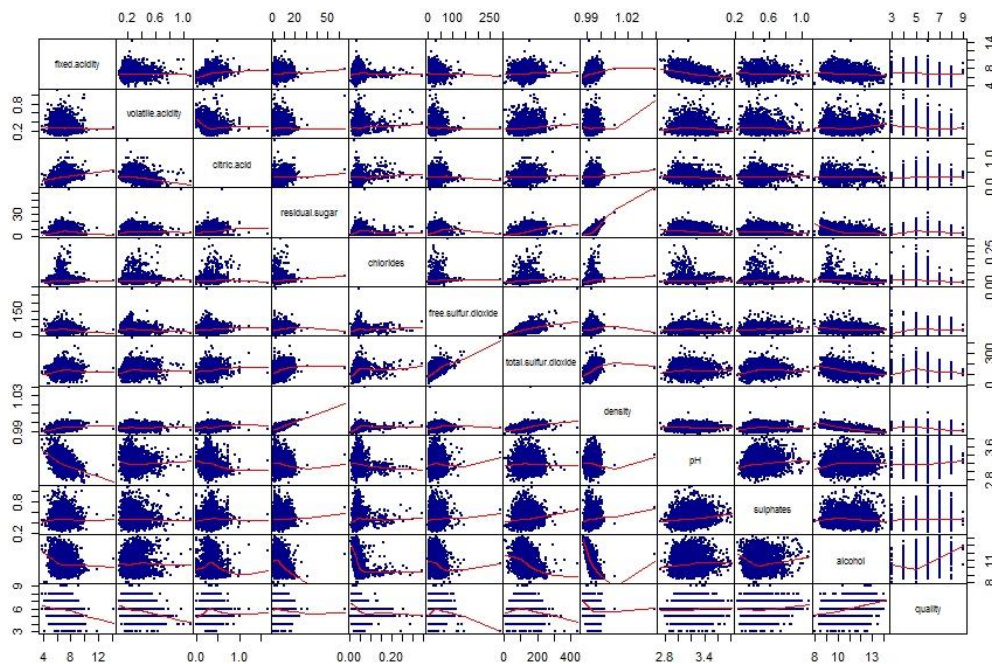 0.2 0.6 1.0 0 20 50 0 100 250 0.99 1.02 0.2 0.6 1.0 3 5 7 9
fixed.acidity 4 8 14
0.2 0.8 volatile.acidity
citric.acid 0.0 1.0
0 30 residual.sugar
chlorides 0.00 0.25
0 150 free.sulfur.dioxide
total.sulfur.dioxide 0 300
0.99 1.03 density
pH 2.8 3.6
0.2 0.8 sulphates
alcohol 8 11
3 6 9 quality
4 8 12 0.0 1.0 0.00 0.20 0 200 400 2.8 3.4 8 10 13